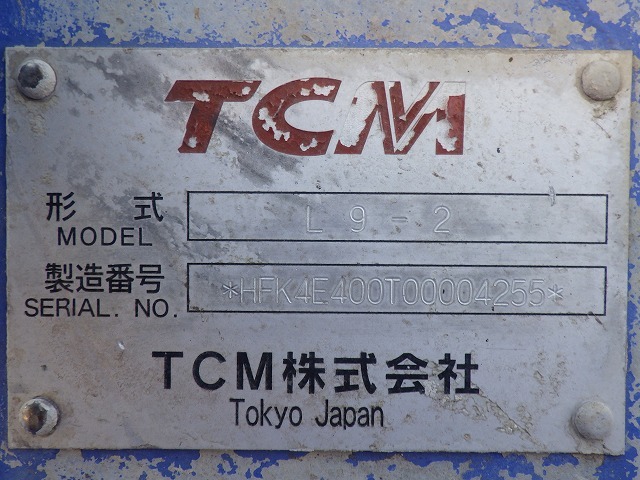 TCM
形式 L9-2
MODEL
製造番号 *HFK4E400T00004255*
SERIAL. NO.
TCM株式会社
Tokyo Japan